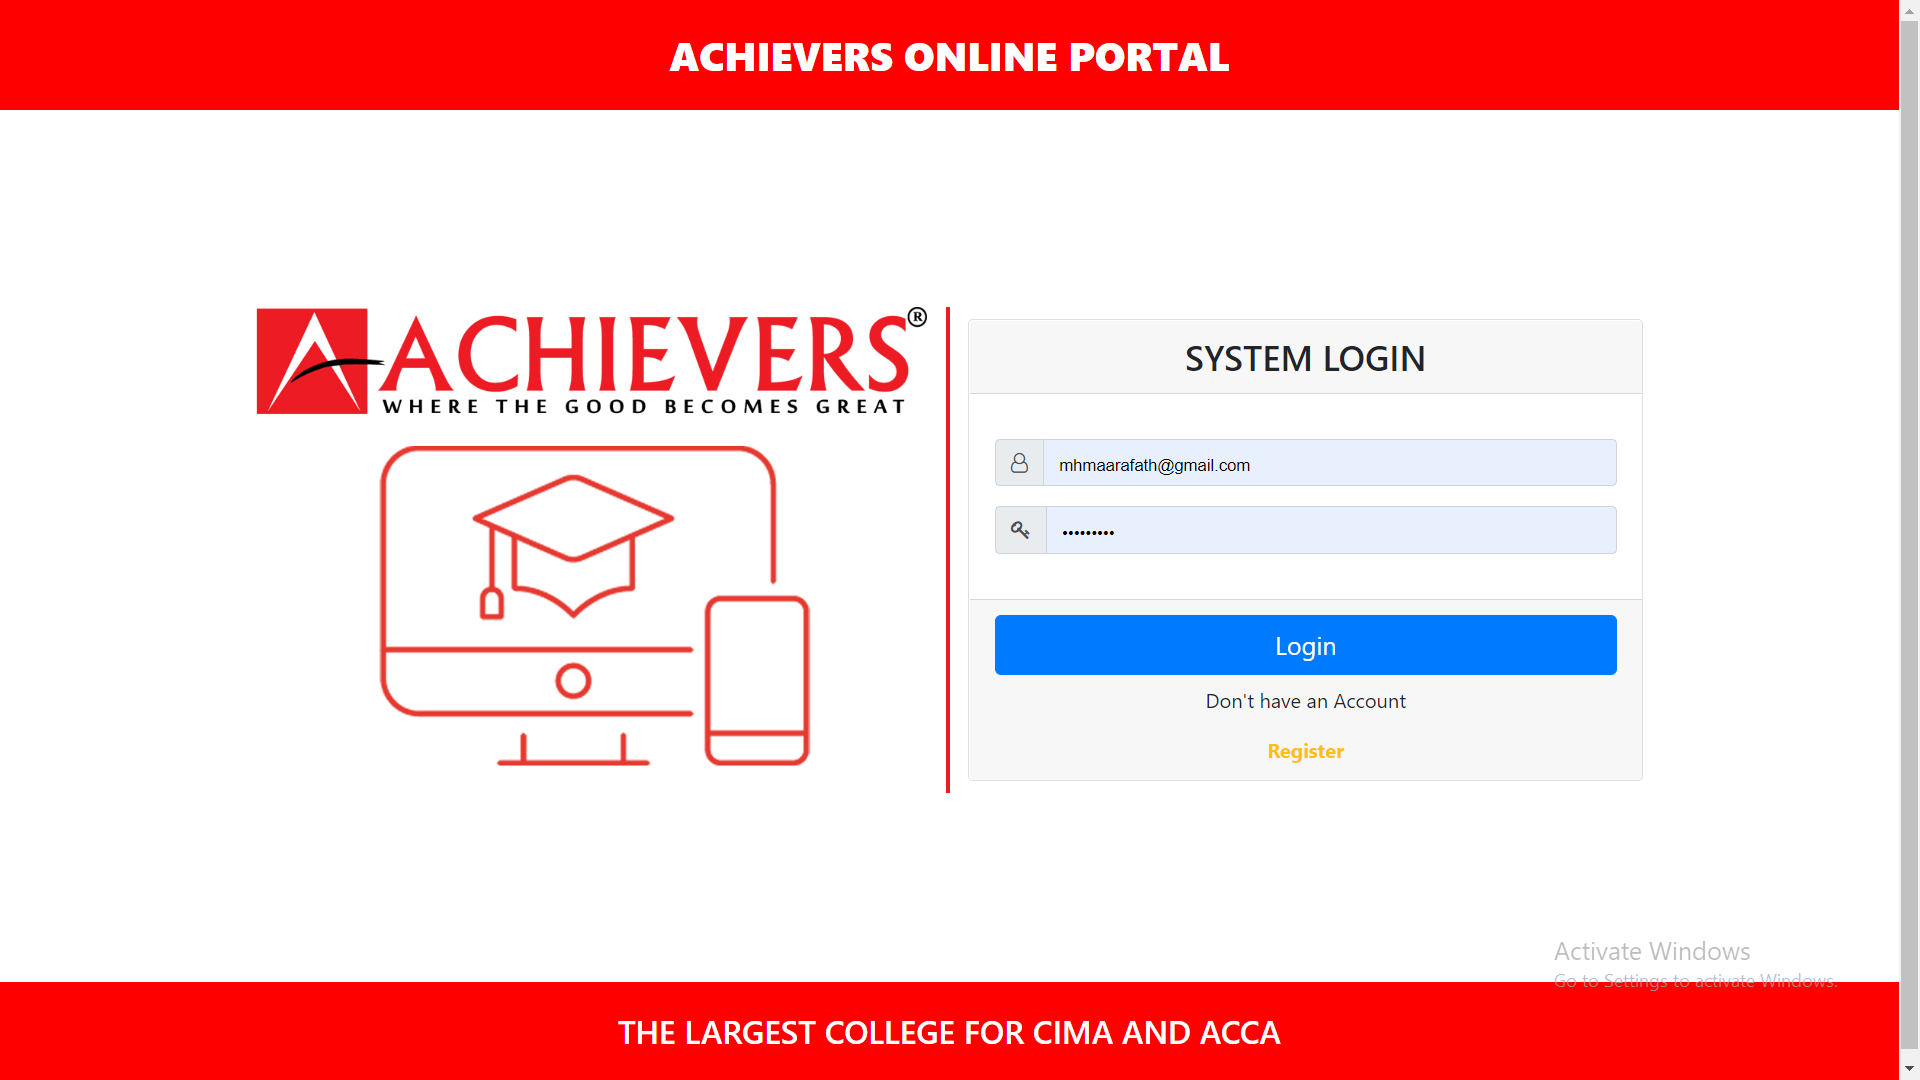 ACHIEVERS ONLINE PORTAL
ACHIEVERS®
WHERE THE GOOD BECOMES GREAT
SYSTEM LOGIN
mhmaarafath@gmail.com
•••••••••
Login
Don't have an Account
Register
Activate Windows
Go to Settings to activate Windows.
THE LARGEST COLLEGE FOR CIMA AND ACCA